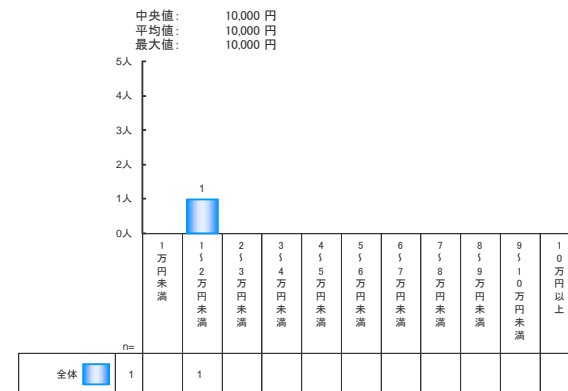 中央値: 10,000 円
平均値: 10,000 円
最大値: 10,000 円
5人
4人
3人
2人
1人
0人
1
1万円未満
1~2万円未満
2~3万円未満
3~4万円未満
4~5万円未満
5~6万円未満
6~7万円未満
7~8万円未満
8~9万円未満
9~10万円未満
10万円以上
n=
全体 1 1